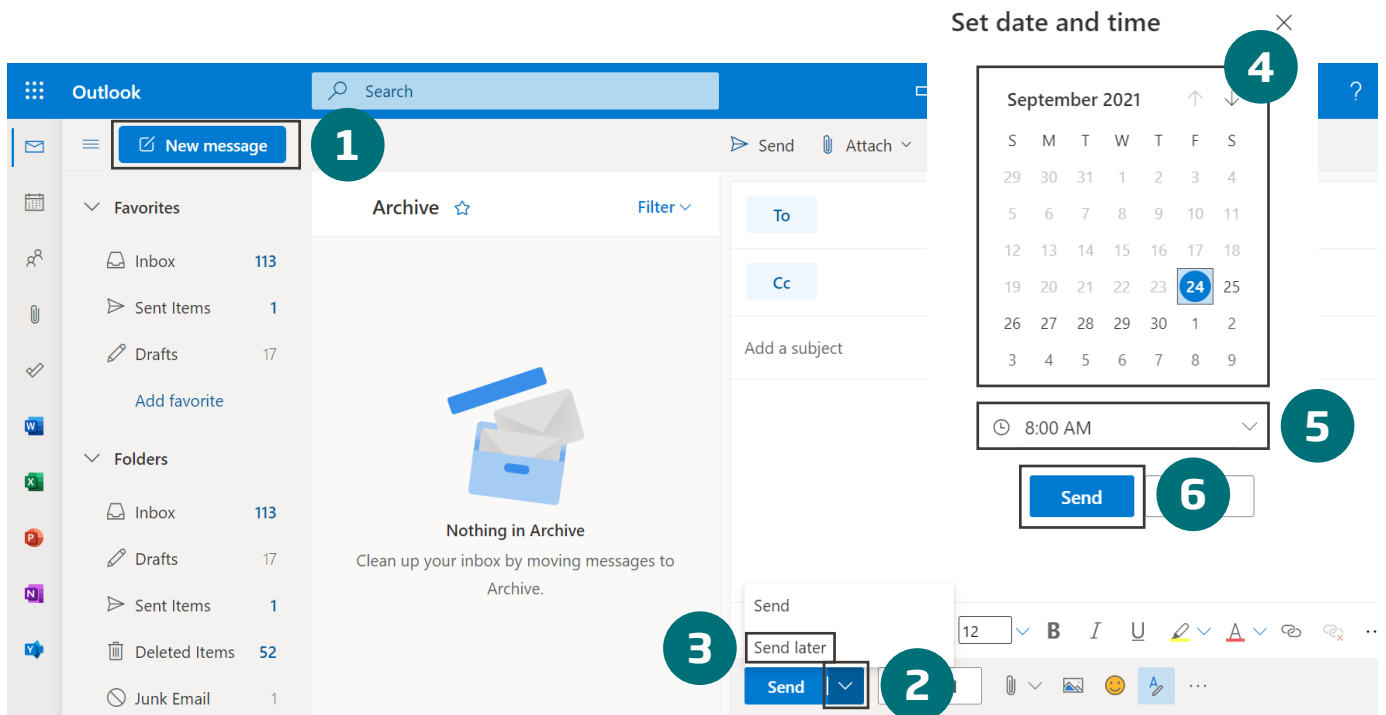 Set date and time
4
Outlook
Search
?
New message
1
Send
Attach
September 2021
S M T W T F S
29 30 31 1 2 3 4
5 6 7 8 9 10 11
12 13 14 15 16 17 18
19 20 21 22 23 24 25
26 27 28 29 30 1 2
3 4 5 6 7 8 9
8:00 AM
5
Send
6
Favorites
Inbox 113
Sent Items 1
Drafts 17
Add favorite
Folders
Inbox 113
Drafts 17
Sent Items 1
Deleted Items 52
Junk Email 1
Archive
Filter
Nothing in Archive
Clean up your inbox by moving messages to
Archive.
To
Cc
Add a subject
Send
3
Send later
Send
2
12
B I U A
W
X
P
N